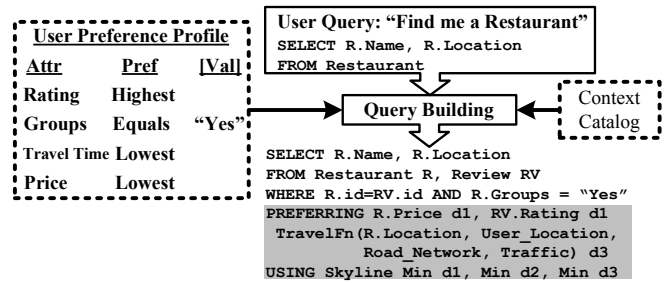 User Preference Profile
Attr Pref [Val]
Rating Highest
Groups Equals “Yes”
Travel Time Lowest
Price Lowest
User Query: “Find me a Restaurant”
SELECT R.Name, R.Location
FROM Restaurant
Query Building
Context
Catalog
SELECT R.Name, R.Location
FROM Restaurant R, Review RV
WHERE R.id=RV.id AND R.Groups = “Yes”
PREFERRING R.Price d1, RV.Rating d1
TravelFn(R.Location, User_Location,
Road_Network, Traffic) d3
USING Skyline Min d1, Min d2, Min d3